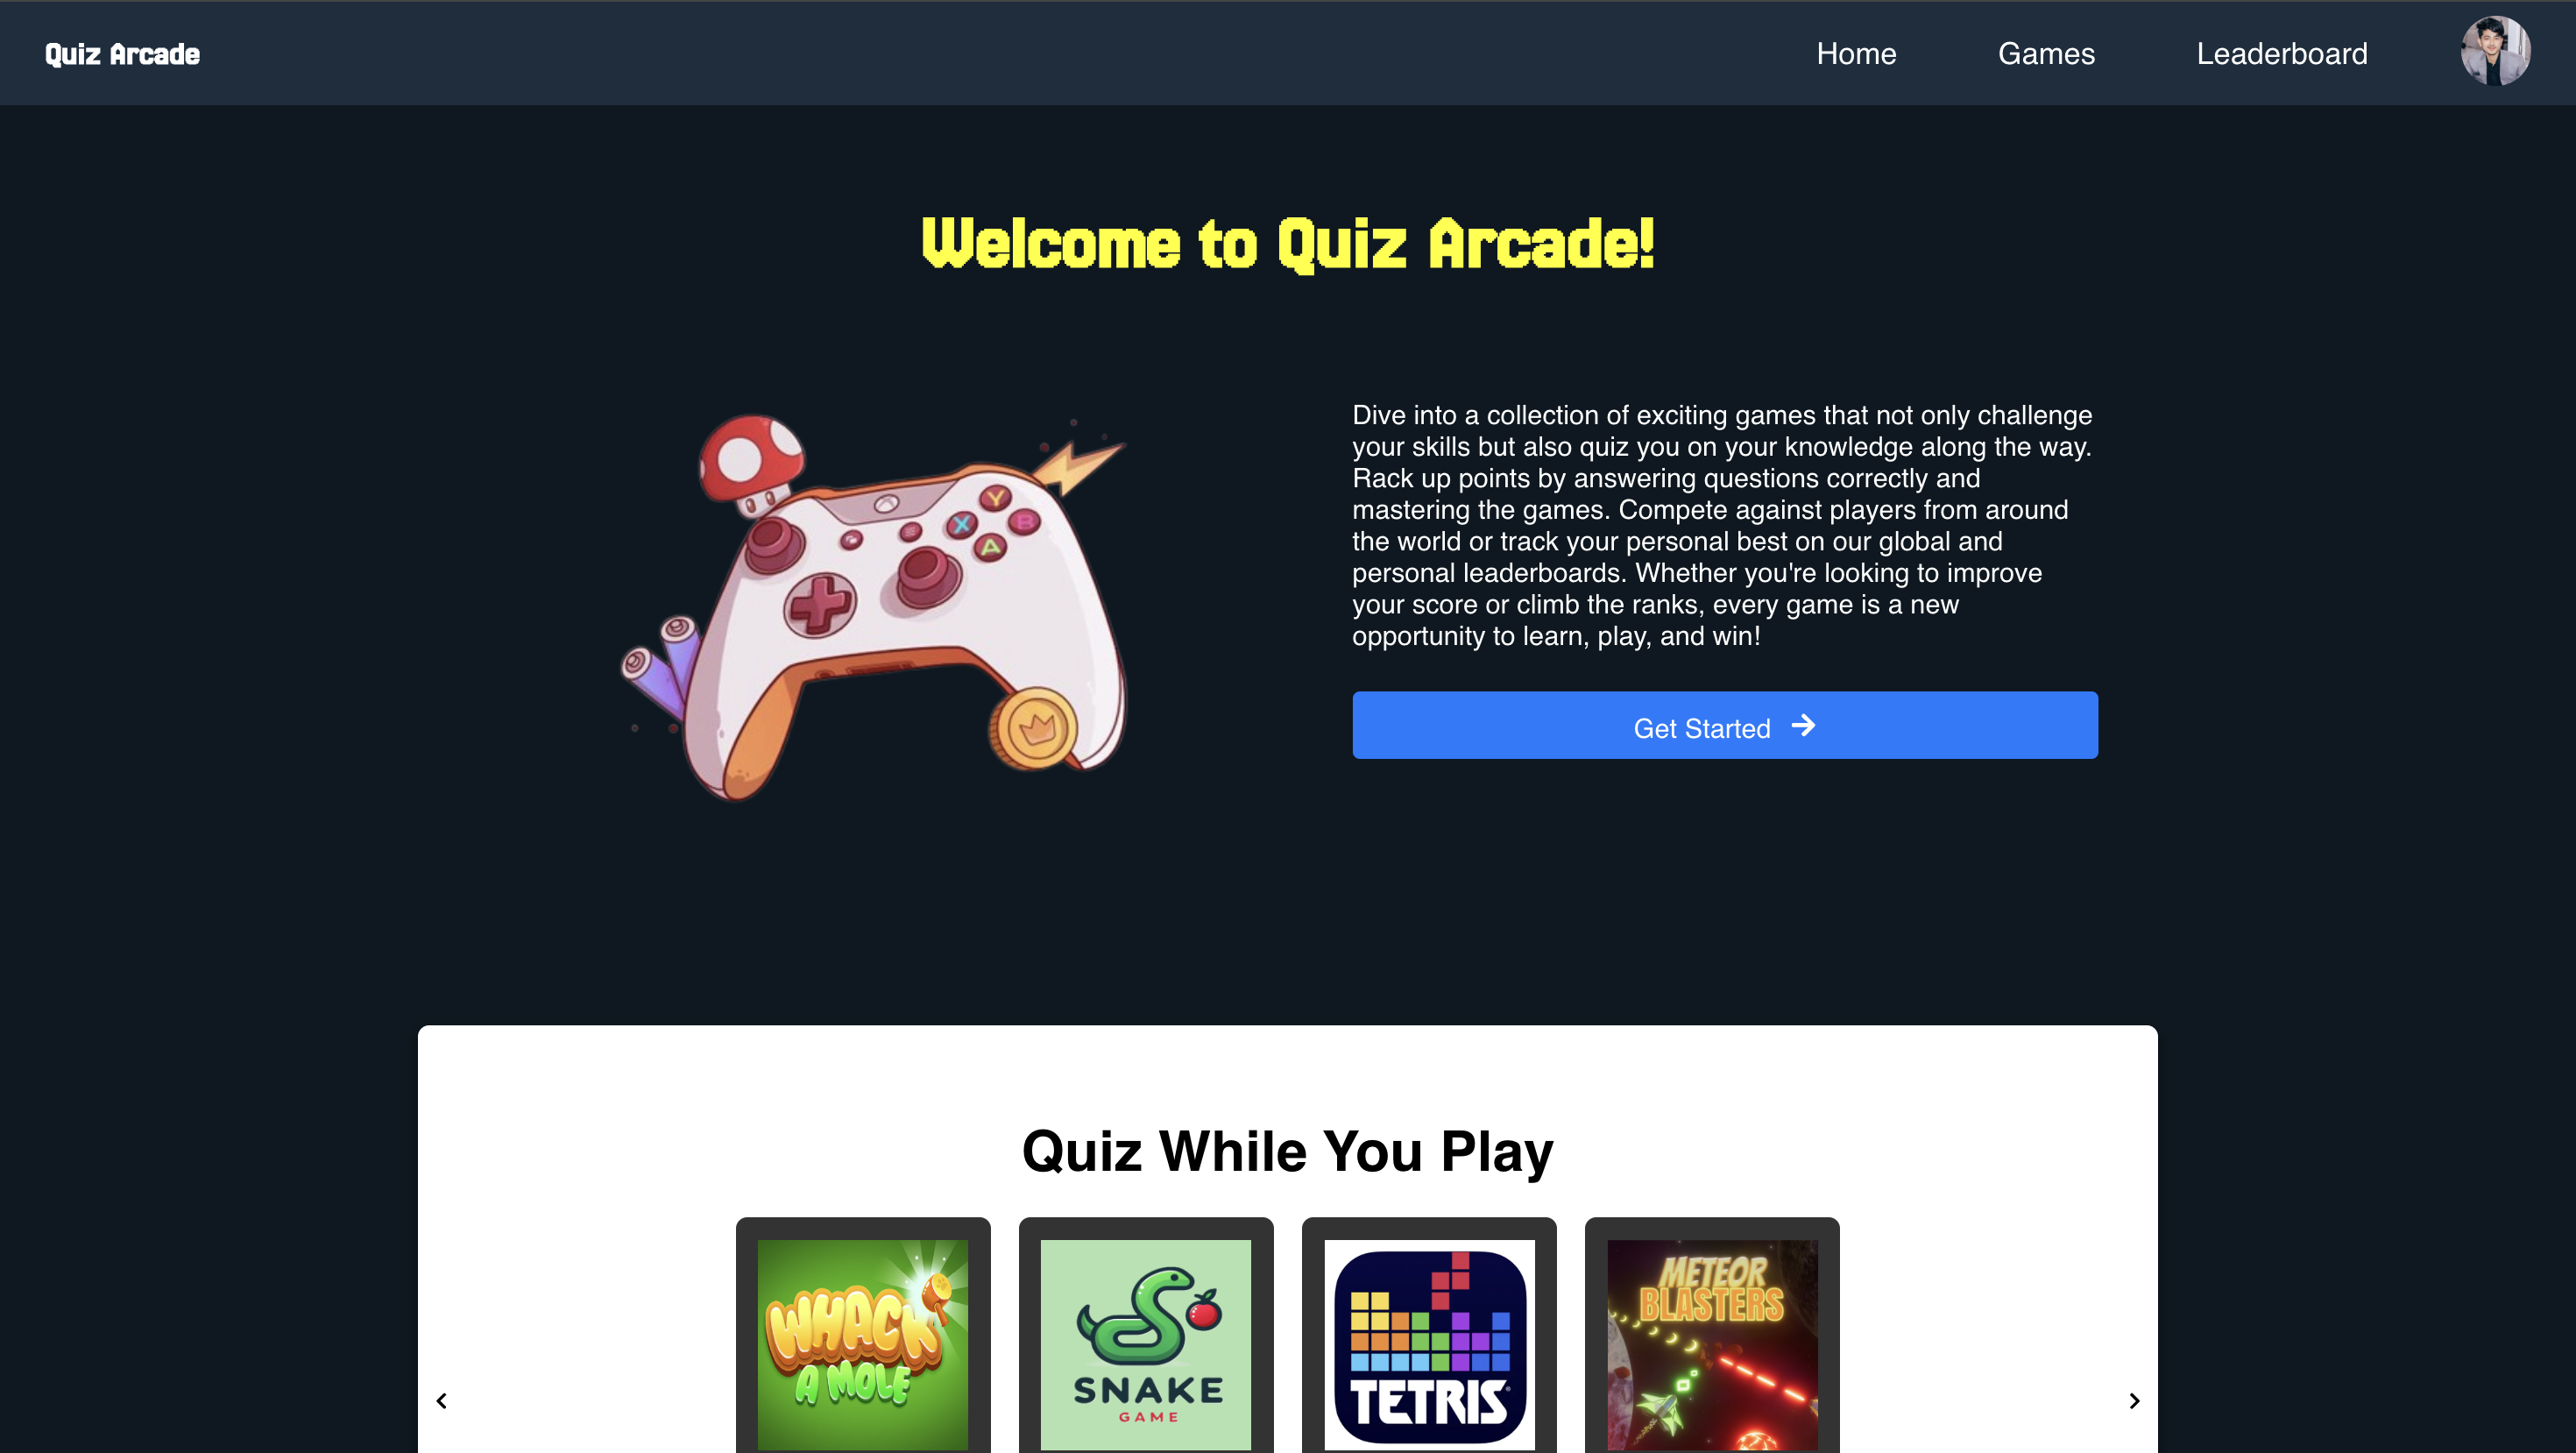 Quiz Arcade
Home
Games
Leaderboard
Welcome to Quiz Arcade!
Dive into a collection of exciting games that not only challenge
your skills but also quiz you on your knowledge along the way.
Rack up points by answering questions correctly and
mastering the games. Compete against players from around
the world or track your personal best on our global and
personal leaderboards. Whether you're looking to improve
your score or climb the ranks, every game is a new
opportunity to learn, play, and win!
Y
X
B
A
Get Started
Quiz While You Play
WHACK
A MOLE
SNAKE
GAME
TETRIS
METEOR
BLASTERS